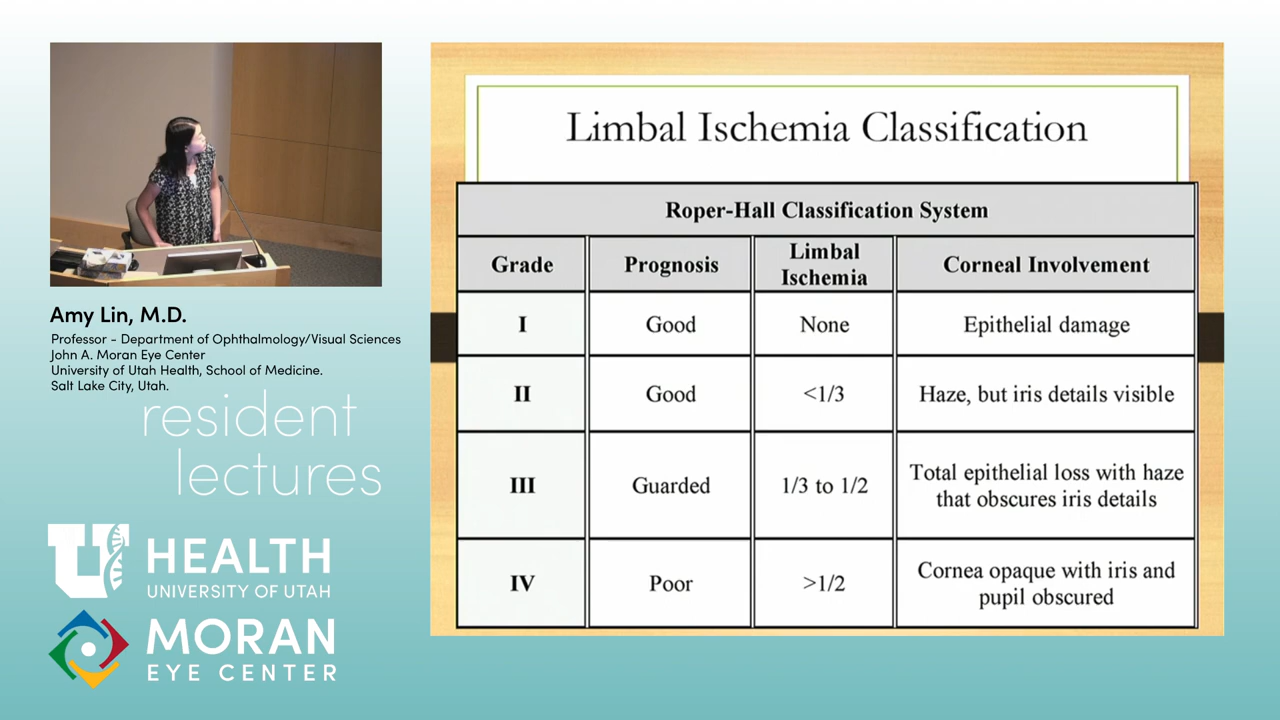 Limbal Ischemia Classification
Roper-Hall Classification System
Grade
Prognosis
Limbal
Ischemia
Corneal Involvement
I
Good
None
Epithelial damage
II
Good
<1/3
Haze, but iris details visible
III
Guarded
1/3 to 1/2
Total epithelial loss with haze
that obscures iris details
IV
Poor
>1/2
Cornea opaque with iris and
pupil obscured
Amy Lin, M.D.
Professor - Department of Ophthalmology/Visual Sciences
John A. Moran Eye Center
University of Utah Health, School of Medicine.
Salt Lake City, Utah.
resident
lectures
U
HEALTH
UNIVERSITY OF UTAH
MORAN
EYE CENTER